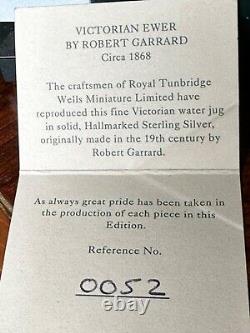 VICTORIAN EWER
BY ROBERT GARRARD
Circa 1868
The craftsmen of Royal Tunbridge
Wells Miniature Limited have
reproduced this fine Victorian water jug
in solid, Hallmarked Sterling Silver,
originally made in the 19th century by
Robert Garrard.
As always great pride has been taken in
the production of each piece in this
Edition.
Reference No.
0052